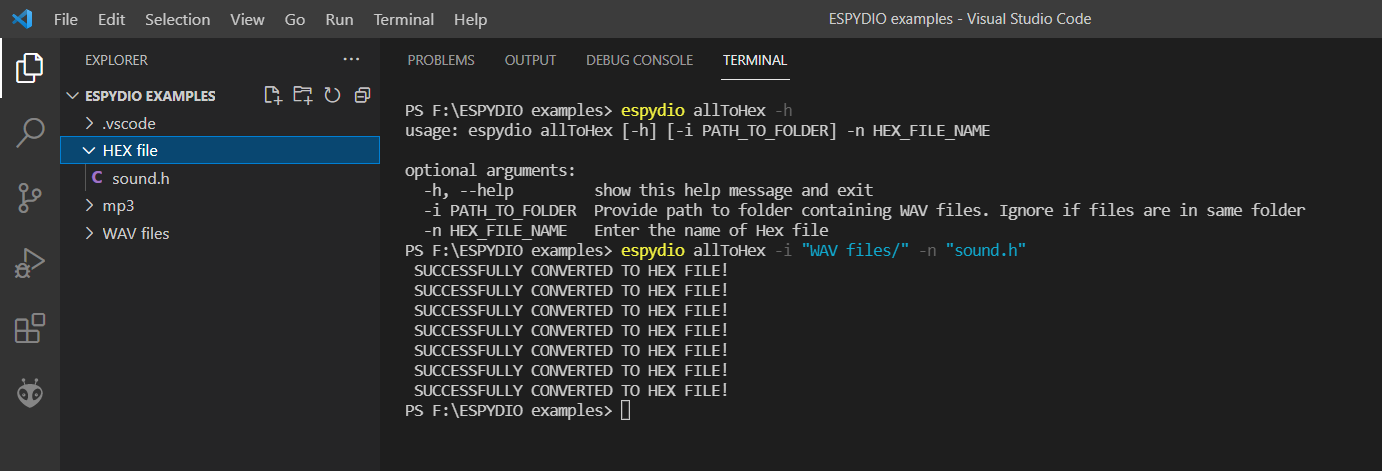 File Edit Selection View Go Run Terminal Help
ESPYDIO examples - Visual Studio Code
EXPLORER
ESPYDIO EXAMPLES
.vscode
HEX file
C sound.h
mp3
WAV files
PROBLEMS OUTPUT DEBUG CONSOLE TERMINAL
PS F:\ESPYDIO examples> espydio allToHex -h
usage: espydio allToHex [-h] [-i PATH_TO_FOLDER] -n HEX_FILE_NAME
optional arguments:
-h, --help show this help message and exit
-i PATH_TO_FOLDER Provide path to folder containing WAV files. Ignore if files are in same folder
-n HEX_FILE_NAME Enter the name of Hex file
PS F:\ESPYDIO examples> espydio allToHex -i "WAV files/" -n "sound.h"
SUCCESSFULLY CONVERTED TO HEX FILE!
SUCCESSFULLY CONVERTED TO HEX FILE!
SUCCESSFULLY CONVERTED TO HEX FILE!
SUCCESSFULLY CONVERTED TO HEX FILE!
SUCCESSFULLY CONVERTED TO HEX FILE!
SUCCESSFULLY CONVERTED TO HEX FILE!
SUCCESSFULLY CONVERTED TO HEX FILE!
PS F:\ESPYDIO examples>